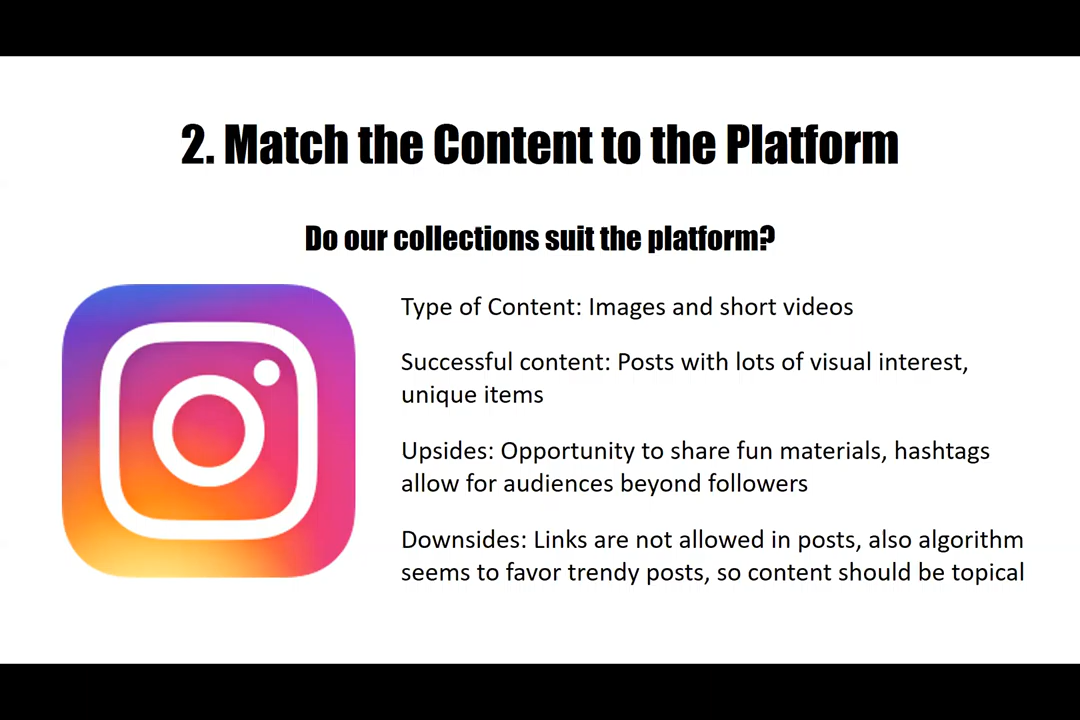 2. Match the Content to the Platform
Do our collections suit the platform?
Type of Content: Images and short videos
Successful content: Posts with lots of visual interest,
unique items
Upsides: Opportunity to share fun materials, hashtags
allow for audiences beyond followers
Downsides: Links are not allowed in posts, also algorithm
seems to favor trendy posts, so content should be topical